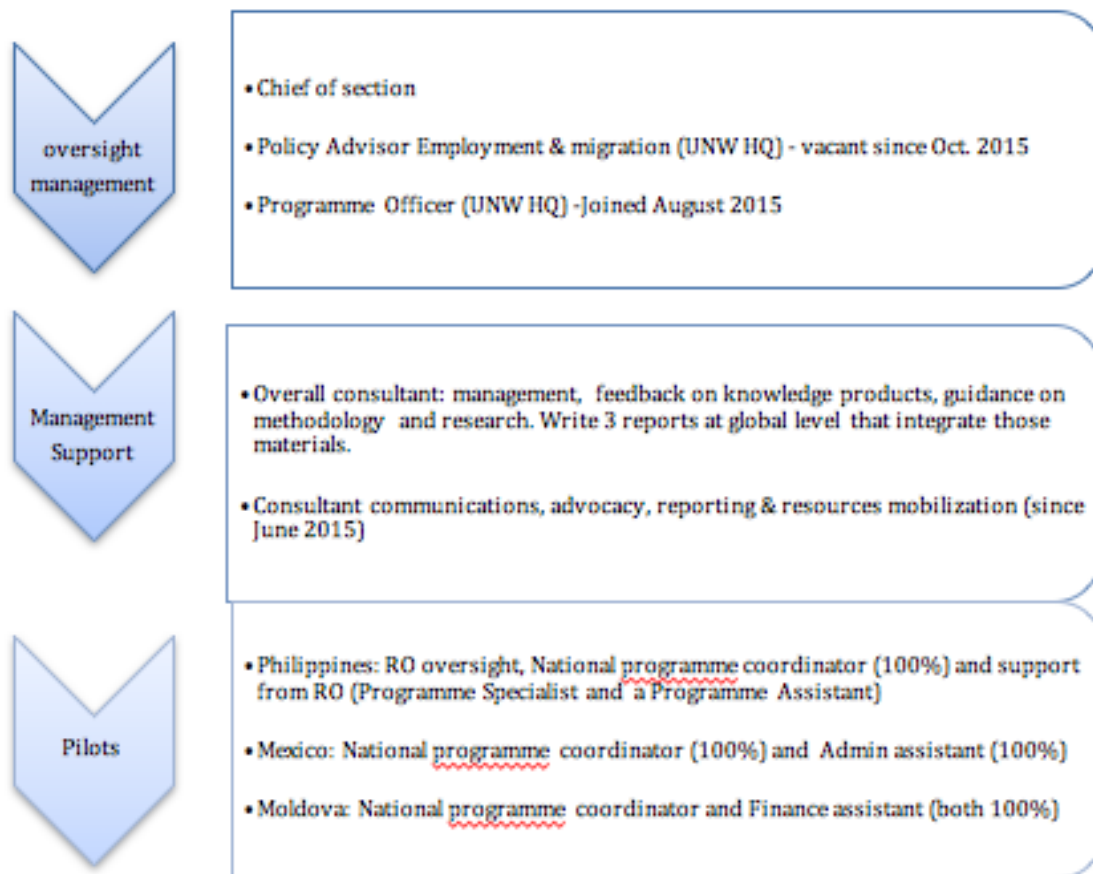 oversight
management
• Chief of section
• Policy Advisor Employment & migration (UNW HQ) - vacant since Oct. 2015
• Programme Officer (UNW HQ) -Joined August 2015
Management
Support
• Overall consultant: management, feedback on knowledge products, guidance on
methodology and research. Write 3 reports at global level that integrate those
materials.
• Consultant communications, advocacy, reporting & resources mobilization (since
June 2015)
Pilots
• Philippines: RO oversight, National programme coordinator (100%) and support
from RO (Programme Specialist and a Programme Assistant)
• Mexico: National programme coordinator (100%) and Admin assistant (100%)
• Moldova: National programme coordinator and Finance assistant (both 100%)